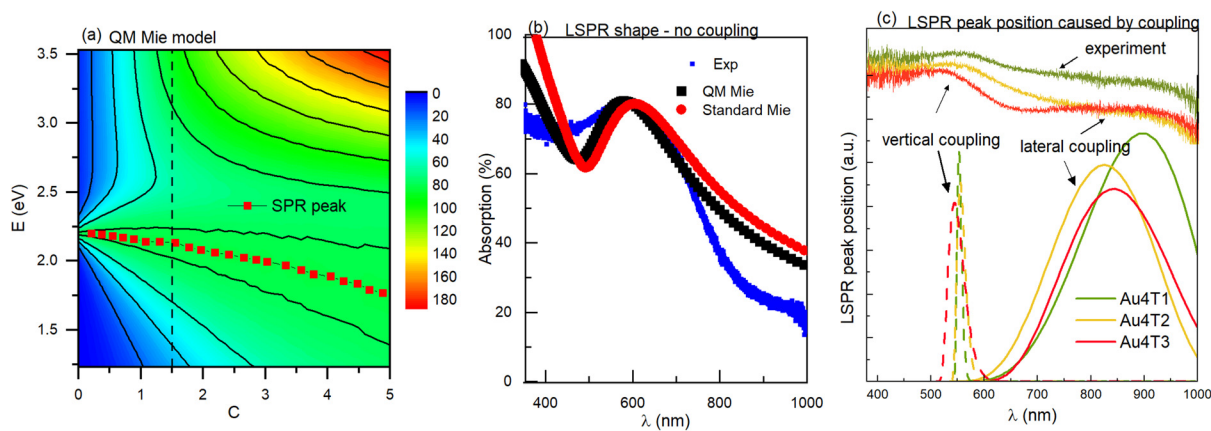 (a) QM Mie model
3.5
3.0
2.5
2.0
1.5
E (eV)
0 1 2 3 4 5
C
SPR peak
0
20
40
60
80
100
120
140
160
180
(b) LSPR shape - no coupling
100
80
60
40
20
0
Absorption (%)
400 600 800 1000
λ (nm)
Exp
QM Mie
Standard Mie
(c) LSPR peak position caused by coupling
experiment
vertical coupling
lateral coupling
LSPR peak position (a.u.)
Au4T1
Au4T2
Au4T3
400 500 600 700 800 900 1000
λ (nm)